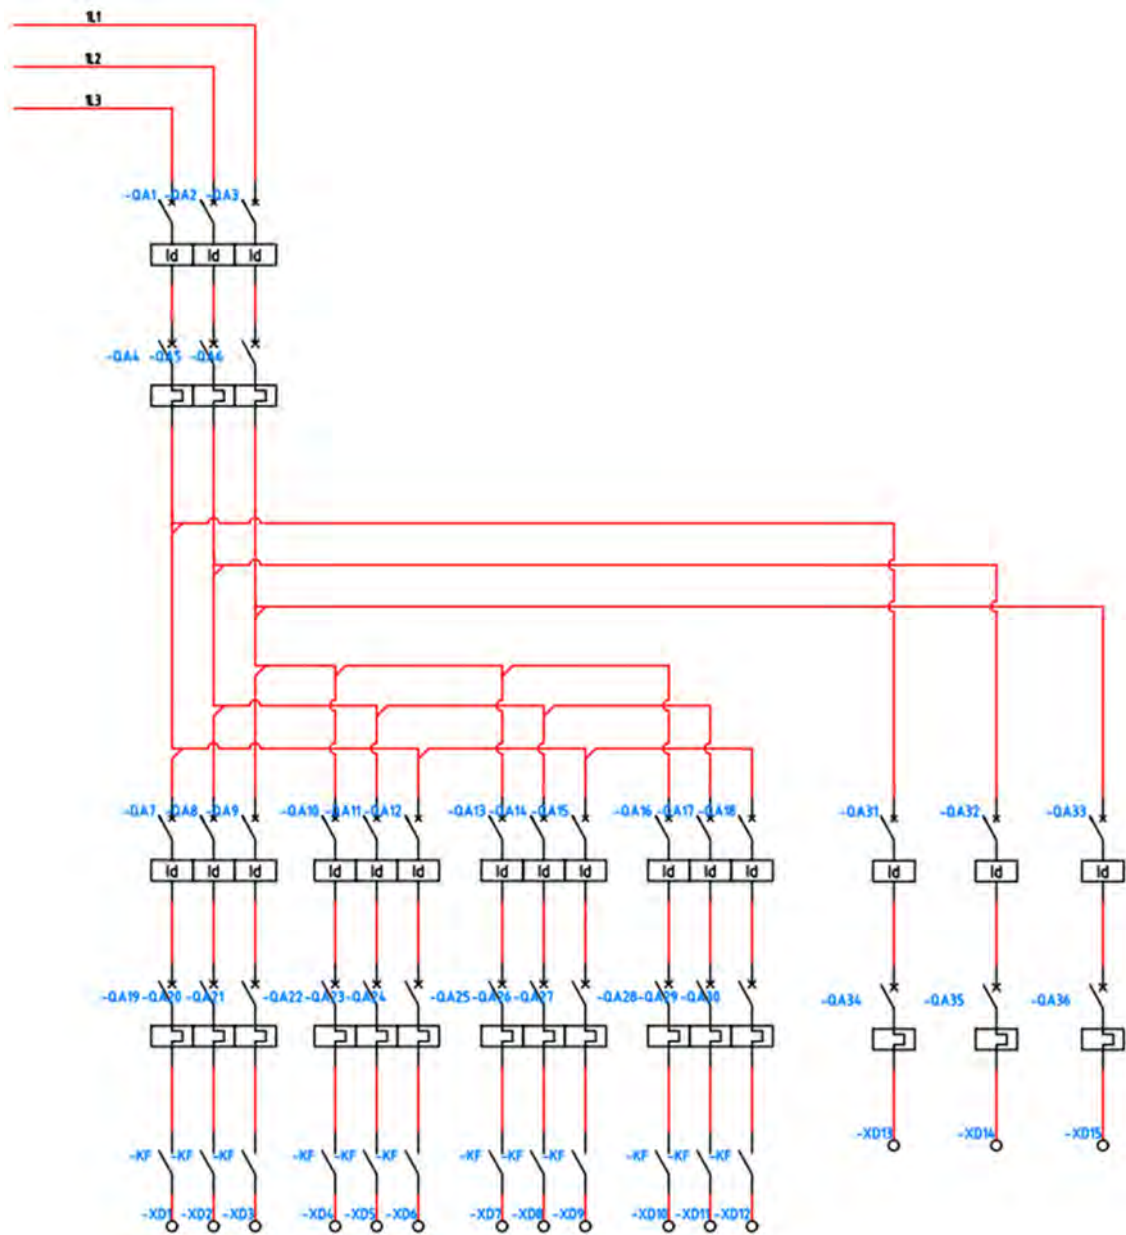 1L1
1L2
1L3
-QA1 -QA2 -QA3
Id Id Id
-QA4 -QA5 -QA6
-QA7 -QA8 -QA9 -QA10 -QA11 -QA12 -QA13 -QA14 -QA15 -QA16 -QA17 -QA18 -QA31 -QA32 -QA33
Id Id Id Id Id Id Id Id Id Id Id Id Id Id Id
-QA19 -QA20 -QA21 -QA22 -QA23 -QA24 -QA25 -QA26 -QA27 -QA28 -QA29 -QA30 -QA34 -QA35 -QA36
-XD13 -XD14 -XD15
-KF -KF -KF -KF -KF -KF -KF -KF -KF -KF -KF -KF
-XD1 -XD2 -XD3 -XD4 -XD5 -XD6 -XD7 -XD8 -XD9 -XD10 -XD11 -XD12